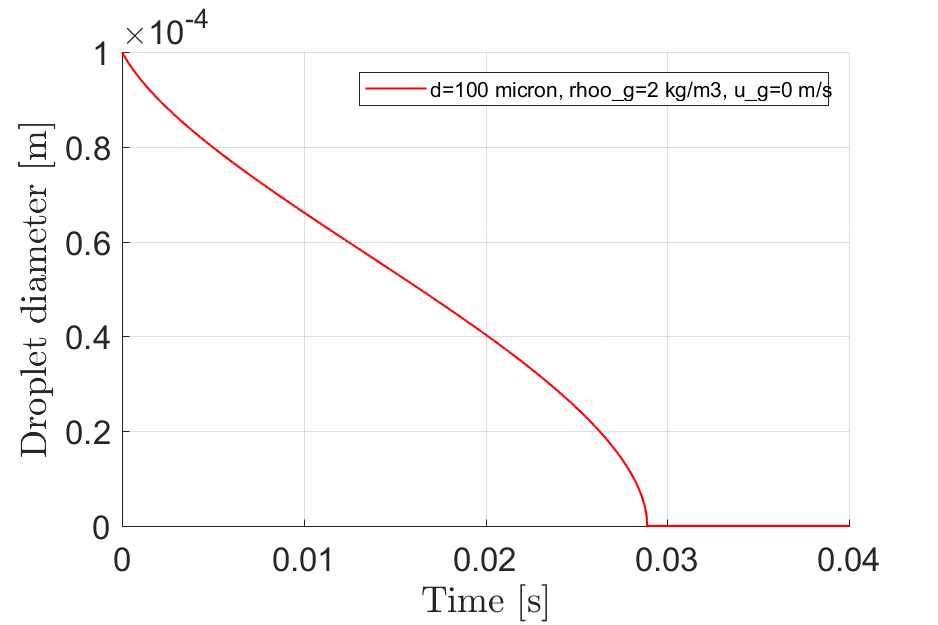 ×10^-4
1
0.8
0.6
0.4
0.2
0
Droplet diameter [m]
d=100 micron, rhoo_g=2 kg/m3, u_g=0 m/s
0 0.01 0.02 0.03 0.04
Time [s]